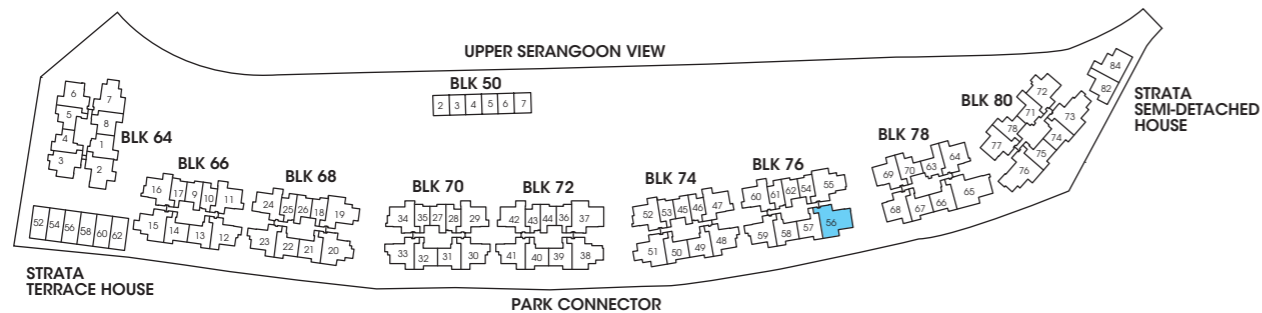 UPPER SERANGOON VIEW
BLK 50
2 3 4 5 6 7
BLK 64
6 7
5 8
4 1
3 2
BLK 66
16 17 9 10 11
15 14 13 12
BLK 68
24 25 26 18 19
23 22 21 20
BLK 70
34 35 27 28 29
33 32 31 30
BLK 72
42 43 44 36 37
41 40 39 38
BLK 74
52 53 45 46 47
51 50 49 48
BLK 76
60 61 62 54 55
59 58 57 56
BLK 78
69 70 63 64
68 67 66 65
BLK 80
72
71 73
78 74
77 75
76
84
82
STRATA
SEMI-DETACHED
HOUSE
52 54 56 58 60 62
STRATA
TERRACE HOUSE
PARK CONNECTOR